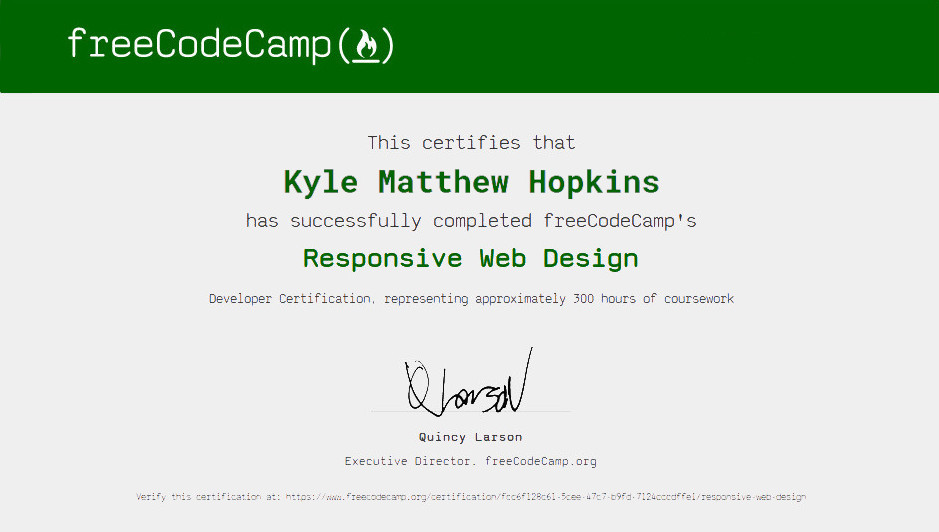 freeCodeCamp
This certifies that
Kyle Matthew Hopkins
has successfully completed freeCodeCamp's
Responsive Web Design
Developer Certification, representing approximately 300 hours of coursework
Q Larson
Quincy Larson
Executive Director. freeCodeCamp.org
Verify this certification at: https://www.freecodecamp.org/certification/fcc6f128c61-5cee-47c7-b9fd-7124cccdffe1/responsive-web-design